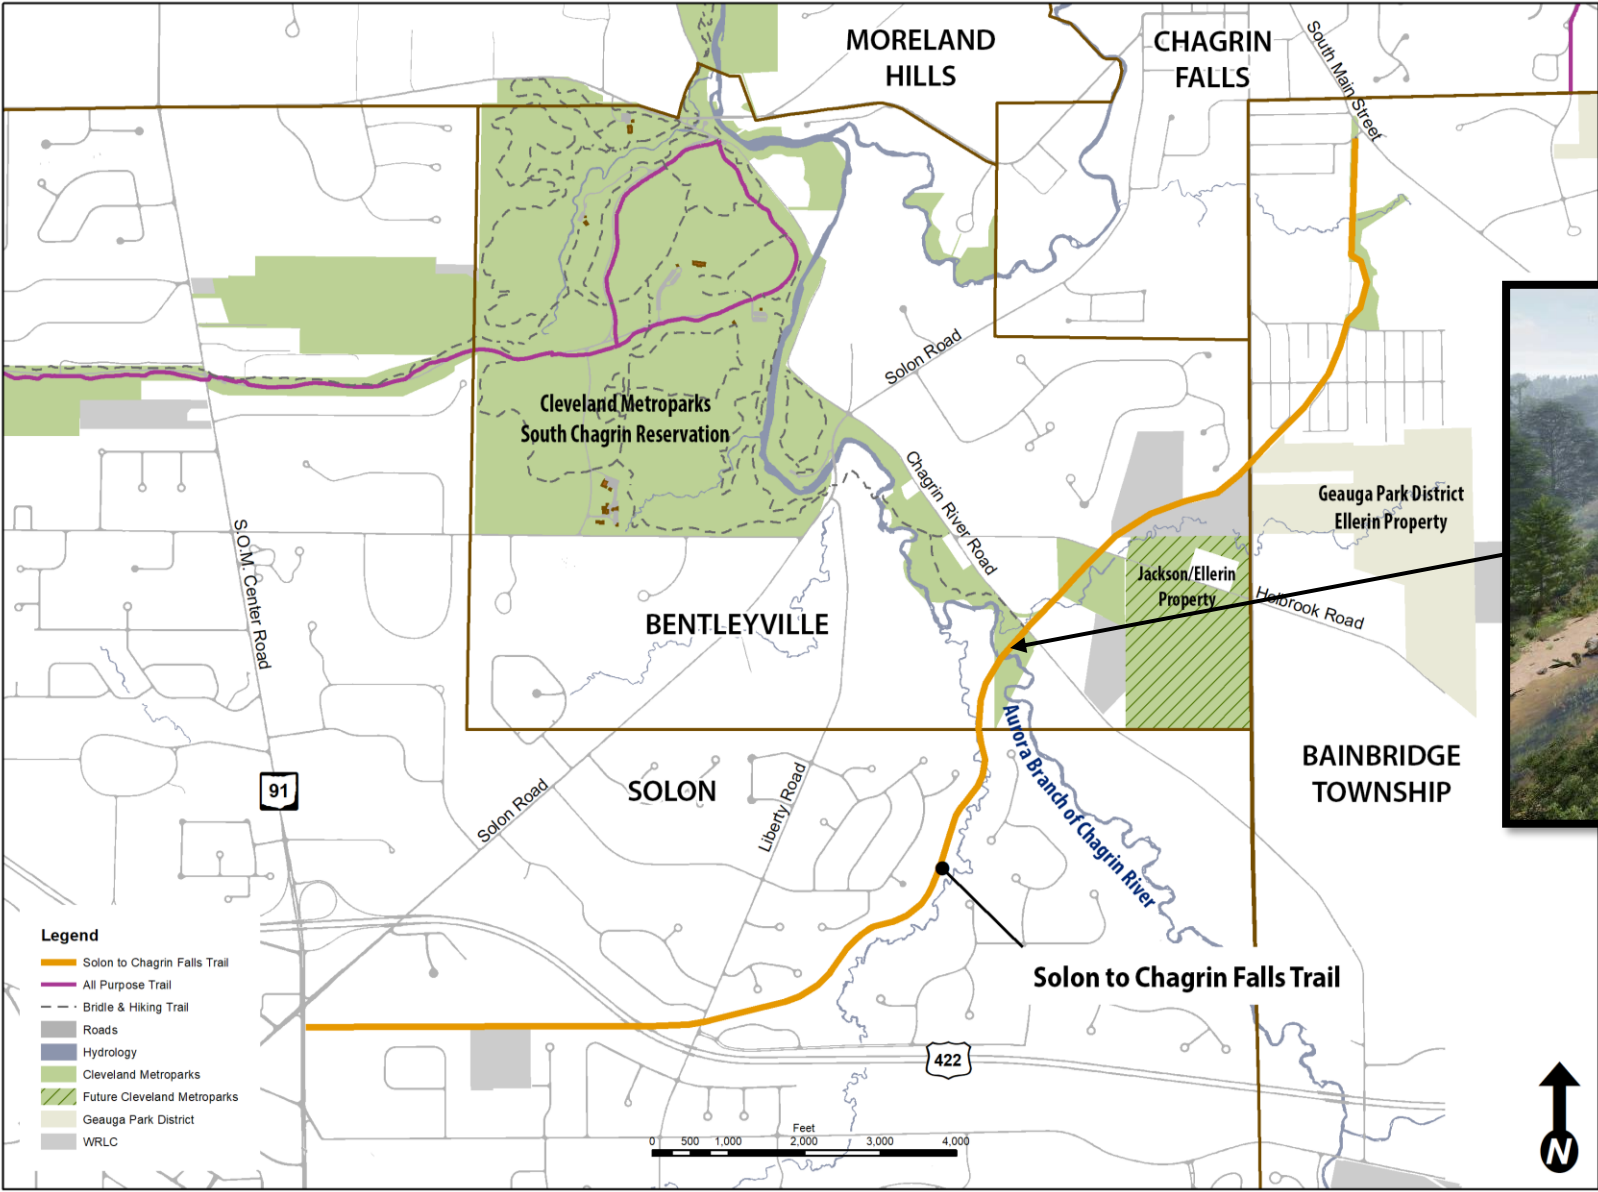 MORELAND
HILLS
CHAGRIN
FALLS
South Main Street
Solon Road
Cleveland Metroparks
South Chagrin Reservation
Chagrin River Road
Geauga Park District
Ellerin Property
S.O.M. Center Road
Jackson/Ellerin
Property
Holbrook Road
BENTLEYVILLE
Aurora Branch of Chagrin River
BAINBRIDGE
TOWNSHIP
SOLON
91
Solon Road
Liberty Road
Solon to Chagrin Falls Trail
422
Legend
Solon to Chagrin Falls Trail
All Purpose Trail
Bridle & Hiking Trail
Roads
Hydrology
Cleveland Metroparks
Future Cleveland Metroparks
Geauga Park District
WRLC
Feet
0 500 1,000 2,000 3,000 4,000
N